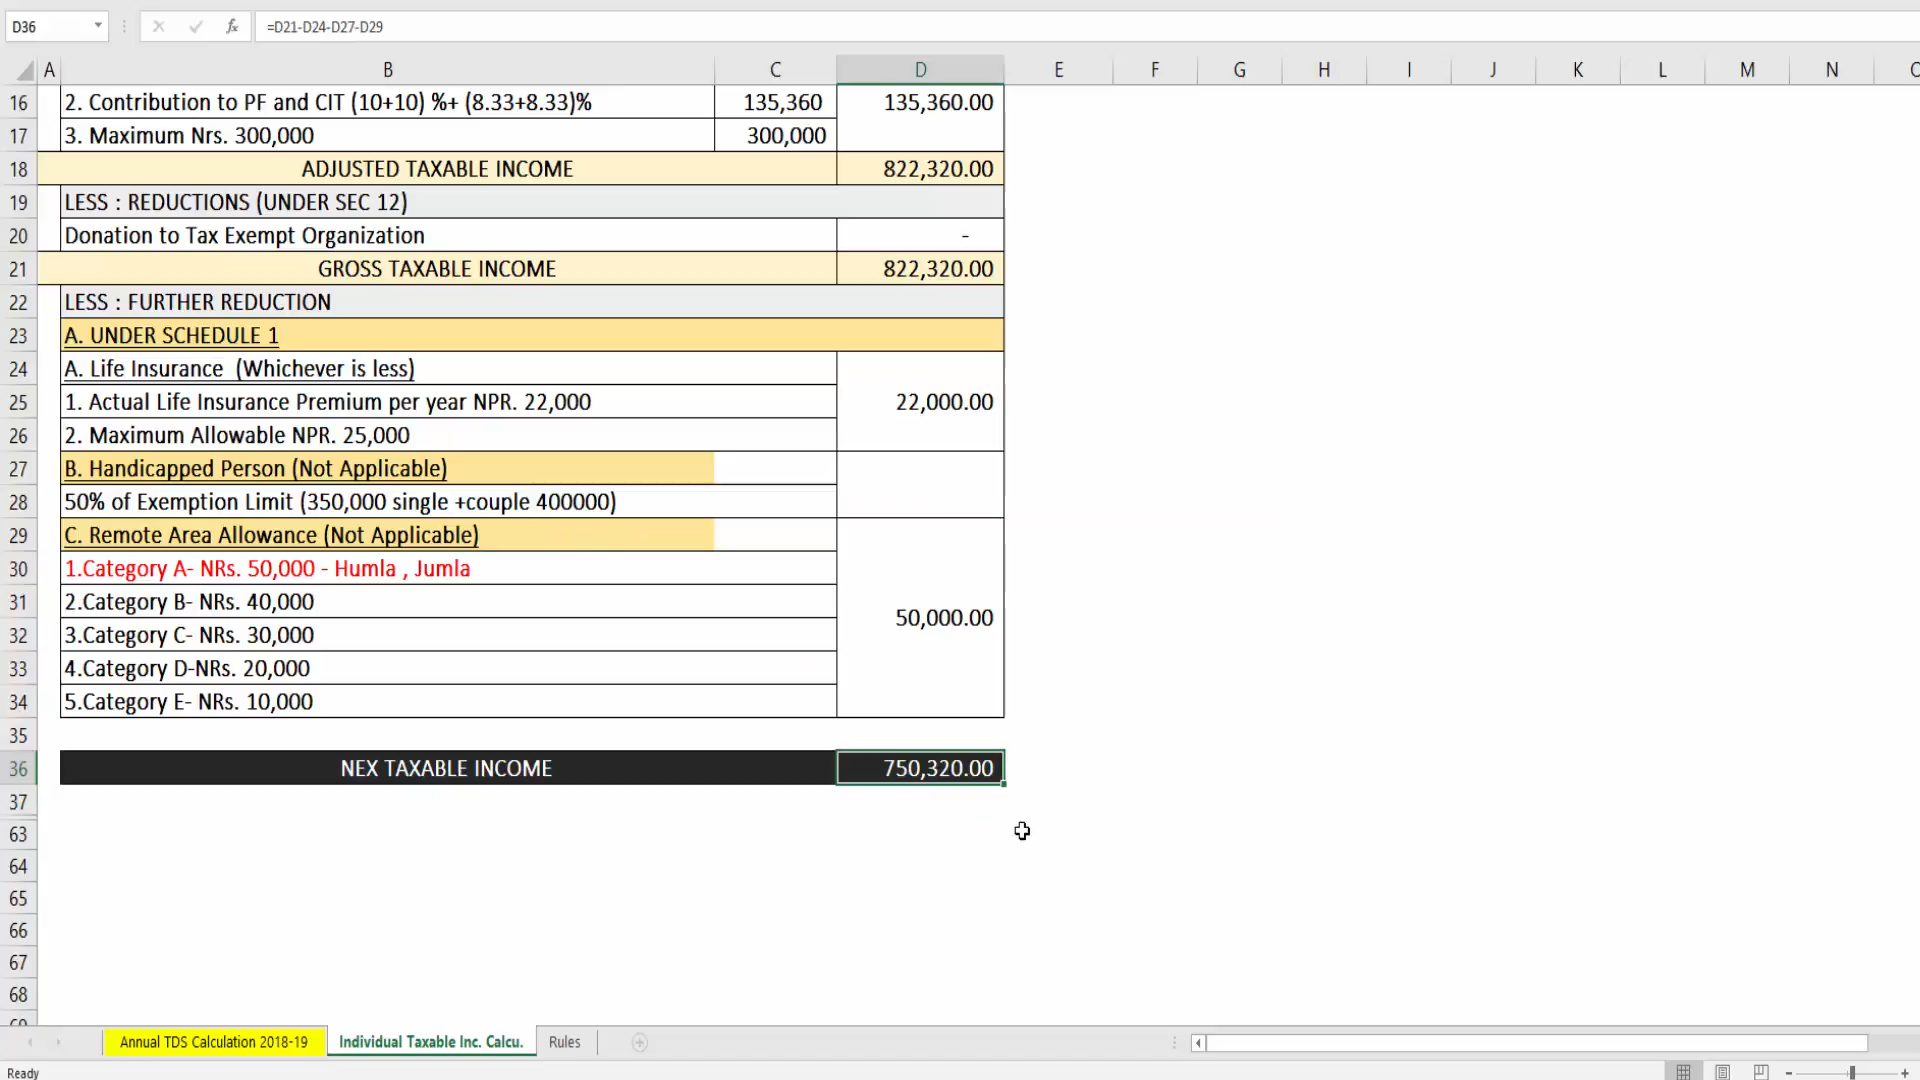 D36 fx =D21-D24-D27-D29
A B C D E F G H I J K L M N
16 2. Contribution to PF and CIT (10+10) %+ (8.33+8.33)% 135,360 135,360.00
17 3. Maximum Nrs. 300,000 300,000
18 ADJUSTED TAXABLE INCOME 822,320.00
19 LESS : REDUCTIONS (UNDER SEC 12)
20 Donation to Tax Exempt Organization -
21 GROSS TAXABLE INCOME 822,320.00
22 LESS : FURTHER REDUCTION
23 A. UNDER SCHEDULE 1
24 A. Life Insurance (Whichever is less)
25 1. Actual Life Insurance Premium per year NPR. 22,000 22,000.00
26 2. Maximum Allowable NPR. 25,000
27 B. Handicapped Person (Not Applicable)
28 50% of Exemption Limit (350,000 single +couple 400000)
29 C. Remote Area Allowance (Not Applicable)
30 1.Category A- NRs. 50,000 - Humla , Jumla
31 2.Category B- NRs. 40,000
50,000.00
32 3.Category C- NRs. 30,000
33 4.Category D-NRs. 20,000
34 5.Category E- NRs. 10,000
35
36 NEX TAXABLE INCOME 750,320.00
37
63
64
65
66
67
68
Annual TDS Calculation 2018-19 Individual Taxable Inc. Calcu. Rules
Ready